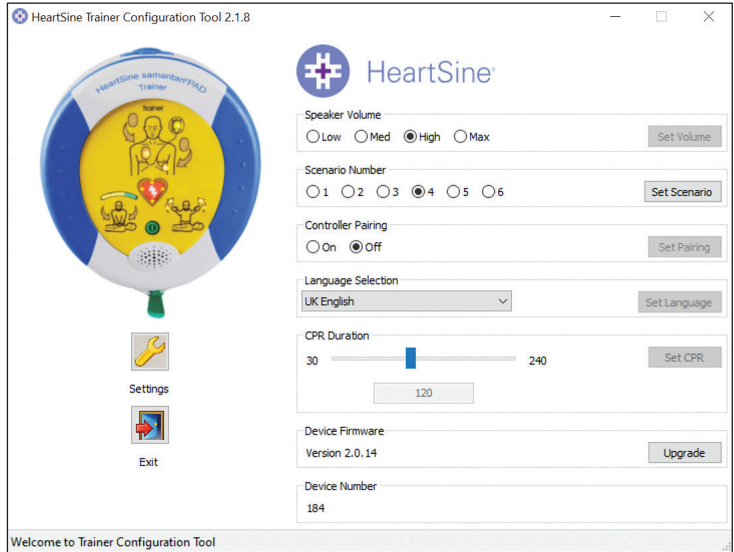 HeartSine Trainer Configuration Tool 2.1.8
HeartSine samaritan PAD
Trainer
Trainer
HeartSine
Speaker Volume
Low Med High Max Set Volume
Scenario Number
1 2 3 4 5 6 Set Scenario
Controller Pairing
On Off Set Pairing
Language Selection
UK English Set Language
CPR Duration
30 240 Set CPR
120
Settings
Device Firmware
Version 2.0.14 Upgrade
Exit
Device Number
184
Welcome to Trainer Configuration Tool